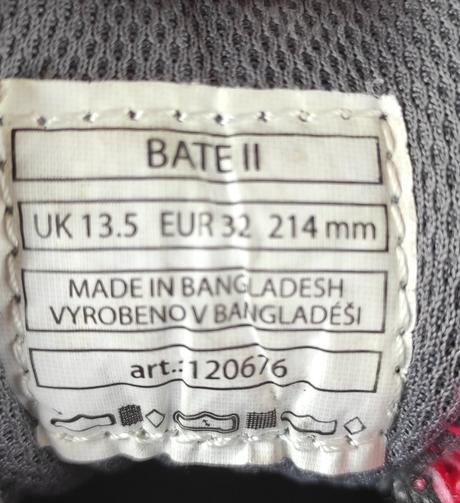 BATE II
UK 13.5 EUR 32 214 mm
MADE IN BANGLADESH
VYROBENO V BANGLADÉŠI
art.:120676